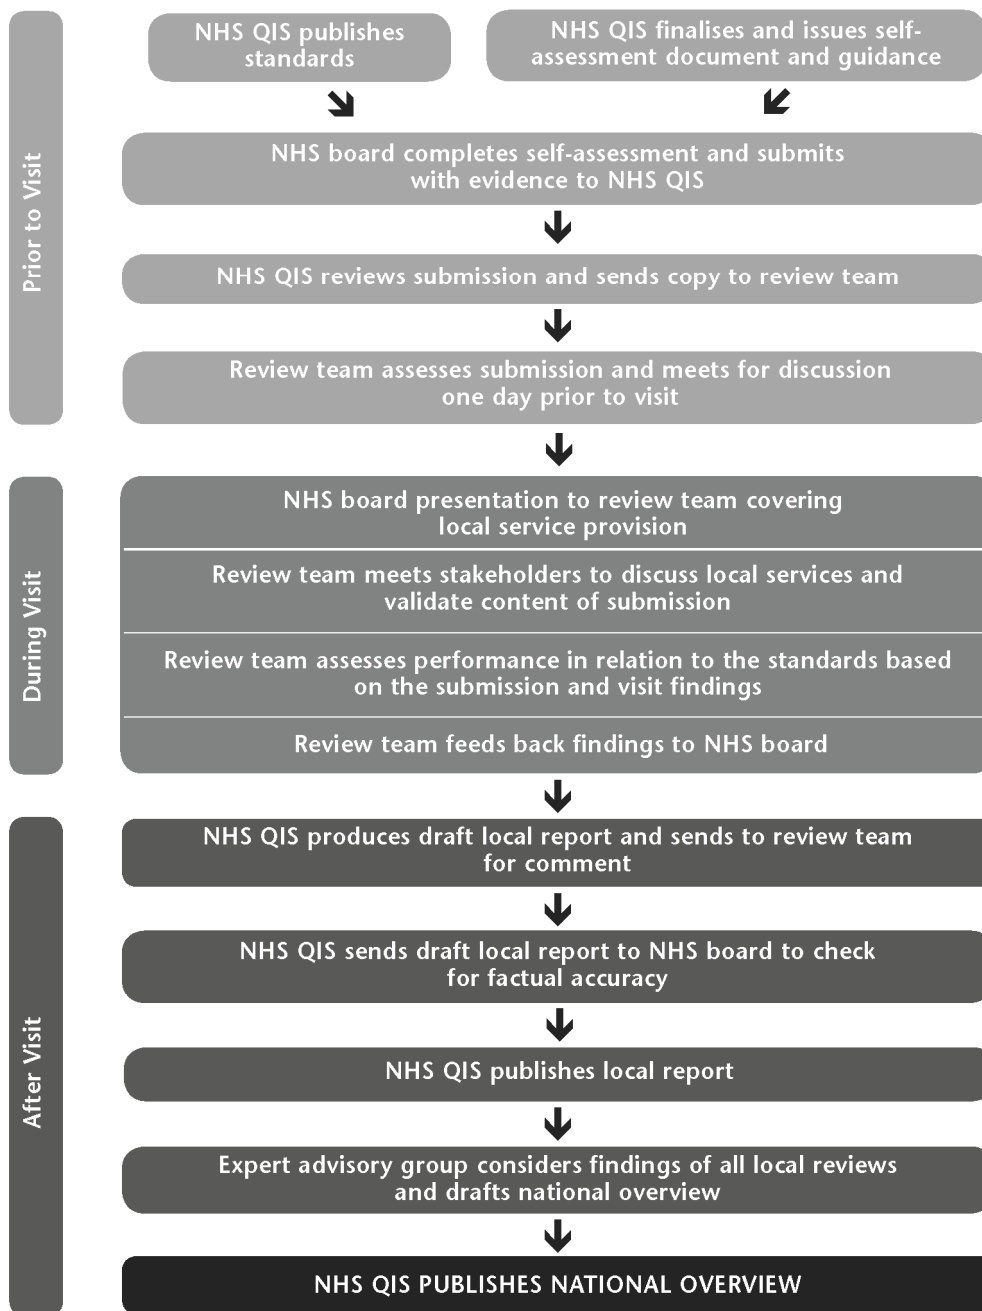 Prior to Visit
NHS QIS publishes
standards
NHS QIS finalises and issues self-
assessment document and guidance
NHS board completes self-assessment and submits
with evidence to NHS QIS
NHS QIS reviews submission and sends copy to review team
Review team assesses submission and meets for discussion
one day prior to visit
During Visit
NHS board presentation to review team covering
local service provision
Review team meets stakeholders to discuss local services and
validate content of submission
Review team assesses performance in relation to the standards based
on the submission and visit findings
Review team feeds back findings to NHS board
After Visit
NHS QIS produces draft local report and sends to review team
for comment
NHS QIS sends draft local report to NHS board to check
for factual accuracy
NHS QIS publishes local report
Expert advisory group considers findings of all local reviews
and drafts national overview
NHS QIS PUBLISHES NATIONAL OVERVIEW